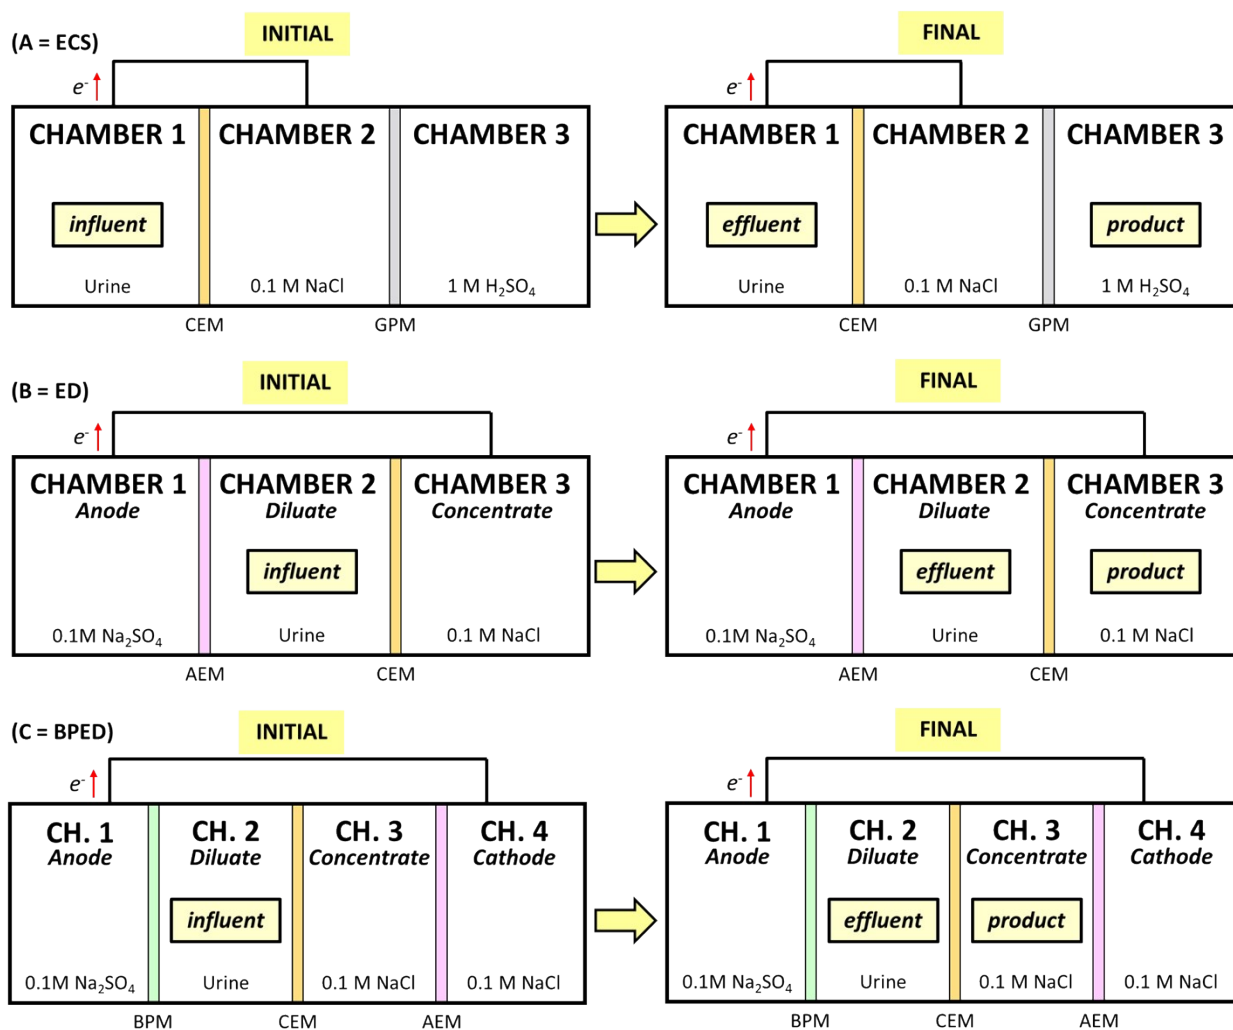 (A = ECS)
INITIAL
FINAL
e⁻
e⁻
CHAMBER 1 CHAMBER 2 CHAMBER 3
CHAMBER 1 CHAMBER 2 CHAMBER 3
influent
effluent
product
Urine 0.1 M NaCl 1 M H₂SO₄
Urine 0.1 M NaCl 1 M H₂SO₄
CEM GPM
CEM GPM
(B = ED)
INITIAL
FINAL
e⁻
e⁻
CHAMBER 1 CHAMBER 2 CHAMBER 3
Anode Diluate Concentrate
CHAMBER 1 CHAMBER 2 CHAMBER 3
Anode Diluate Concentrate
influent
effluent
product
0.1M Na₂SO₄ Urine 0.1 M NaCl
0.1M Na₂SO₄ Urine 0.1 M NaCl
AEM CEM
AEM CEM
(C = BPED)
INITIAL
FINAL
e⁻
e⁻
CH. 1 CH. 2 CH. 3 CH. 4
Anode Diluate Concentrate Cathode
CH. 1 CH. 2 CH. 3 CH. 4
Anode Diluate Concentrate Cathode
influent
effluent
product
0.1M Na₂SO₄ Urine 0.1 M NaCl 0.1 M NaCl
0.1M Na₂SO₄ Urine 0.1 M NaCl 0.1 M NaCl
BPM CEM AEM
BPM CEM AEM